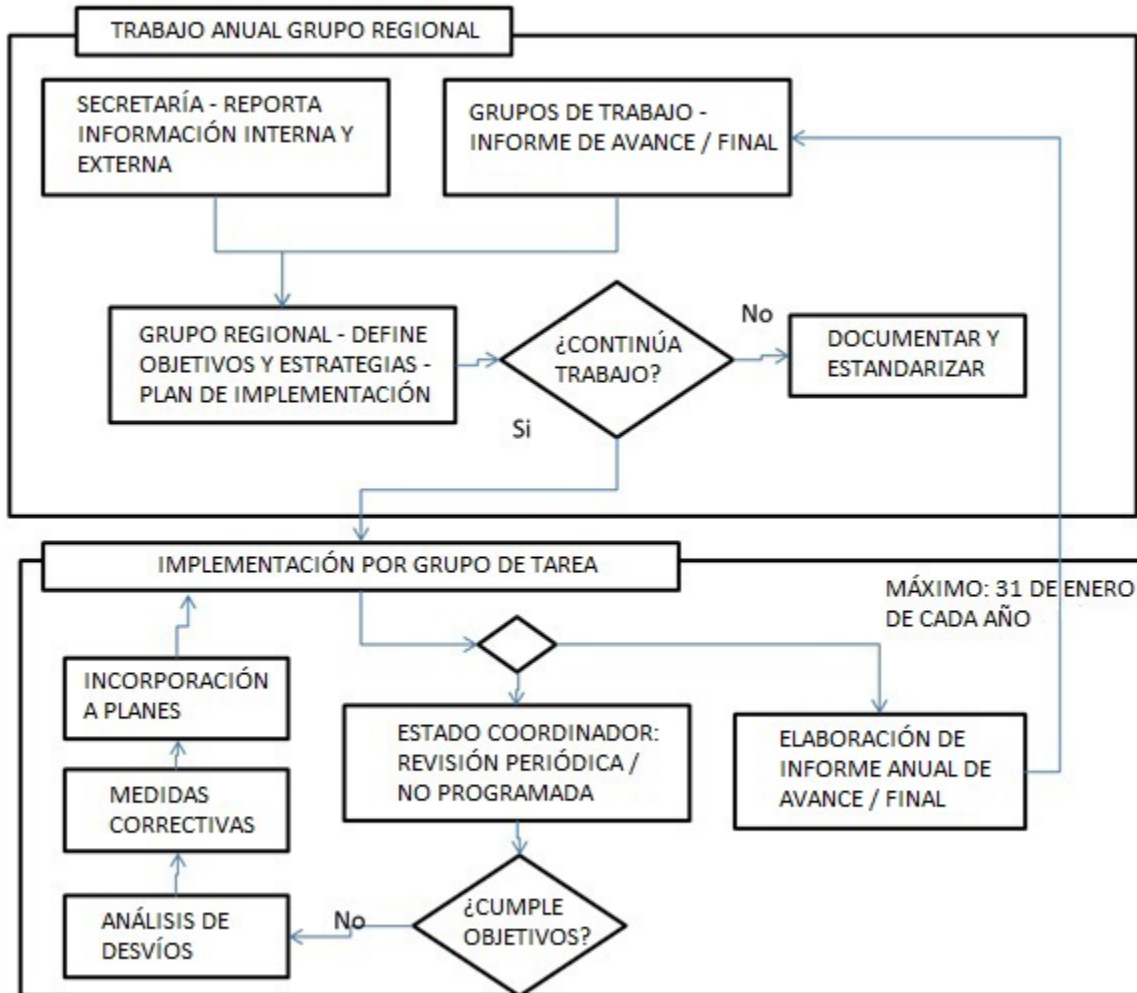 TRABAJO ANUAL GRUPO REGIONAL
SECRETARÍA - REPORTA
INFORMACIÓN INTERNA Y
EXTERNA
GRUPOS DE TRABAJO -
INFORME DE AVANCE / FINAL
GRUPO REGIONAL - DEFINE
OBJETIVOS Y ESTRATEGIAS -
PLAN DE IMPLEMENTACIÓN
¿CONTINÚA
TRABAJO?
No
DOCUMENTAR Y
ESTANDARIZAR
Si
IMPLEMENTACIÓN POR GRUPO DE TAREA
MÁXIMO: 31 DE ENERO
DE CADA AÑO
INCORPORACIÓN
A PLANES
ESTADO COORDINADOR:
REVISIÓN PERIÓDICA /
NO PROGRAMADA
ELABORACIÓN DE
INFORME ANUAL DE
AVANCE / FINAL
MEDIDAS
CORRECTIVAS
ANÁLISIS DE
DESVÍOS
No
¿CUMPLE
OBJETIVOS?